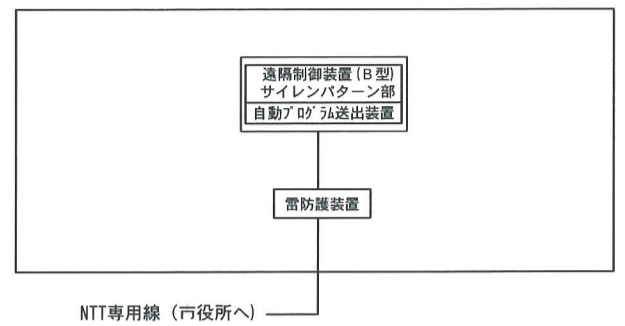 遠隔制御装置(B型)
サイレンパターン部
自動ﾌﾟﾛｸﾞﾗﾑ送出装置
雷防護装置
NTT専用線（市役所へ）